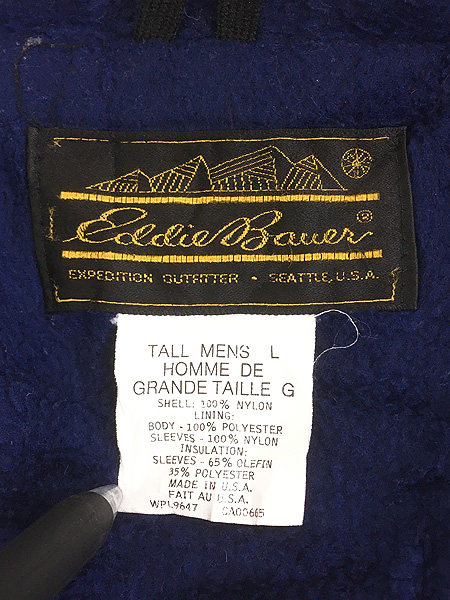 Eddie Bauer®
EXPEDITION OUTFITTER • SEATTLE, U.S.A.
TALL MENS L
HOMME DE
GRANDE TAILLE G
SHELL: 100% NYLON
LINING:
BODY-100% POLYESTER
SLEEVES-100% NYLON
INSULATION:
SLEEVES-65% OLEFIN
35% POLYESTER
MADE IN U.S.A.
FAIT AU U.S.A.
WPL9647 CA00665